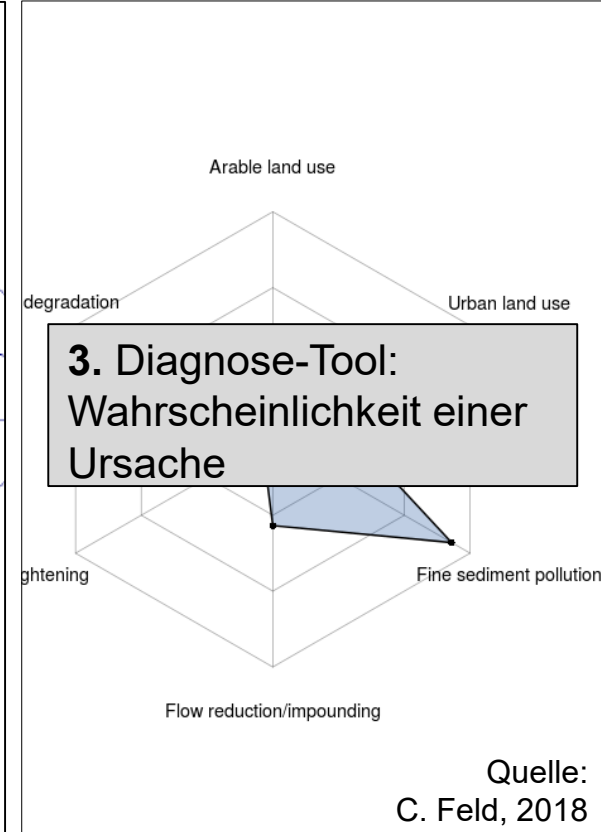 Arable land use
degradation
Urban land use
3. Diagnose-Tool:
Wahrscheinlichkeit einer
Ursache
ghtening
Fine sediment pollution
Flow reduction/impounding
Quelle:
C. Feld, 2018